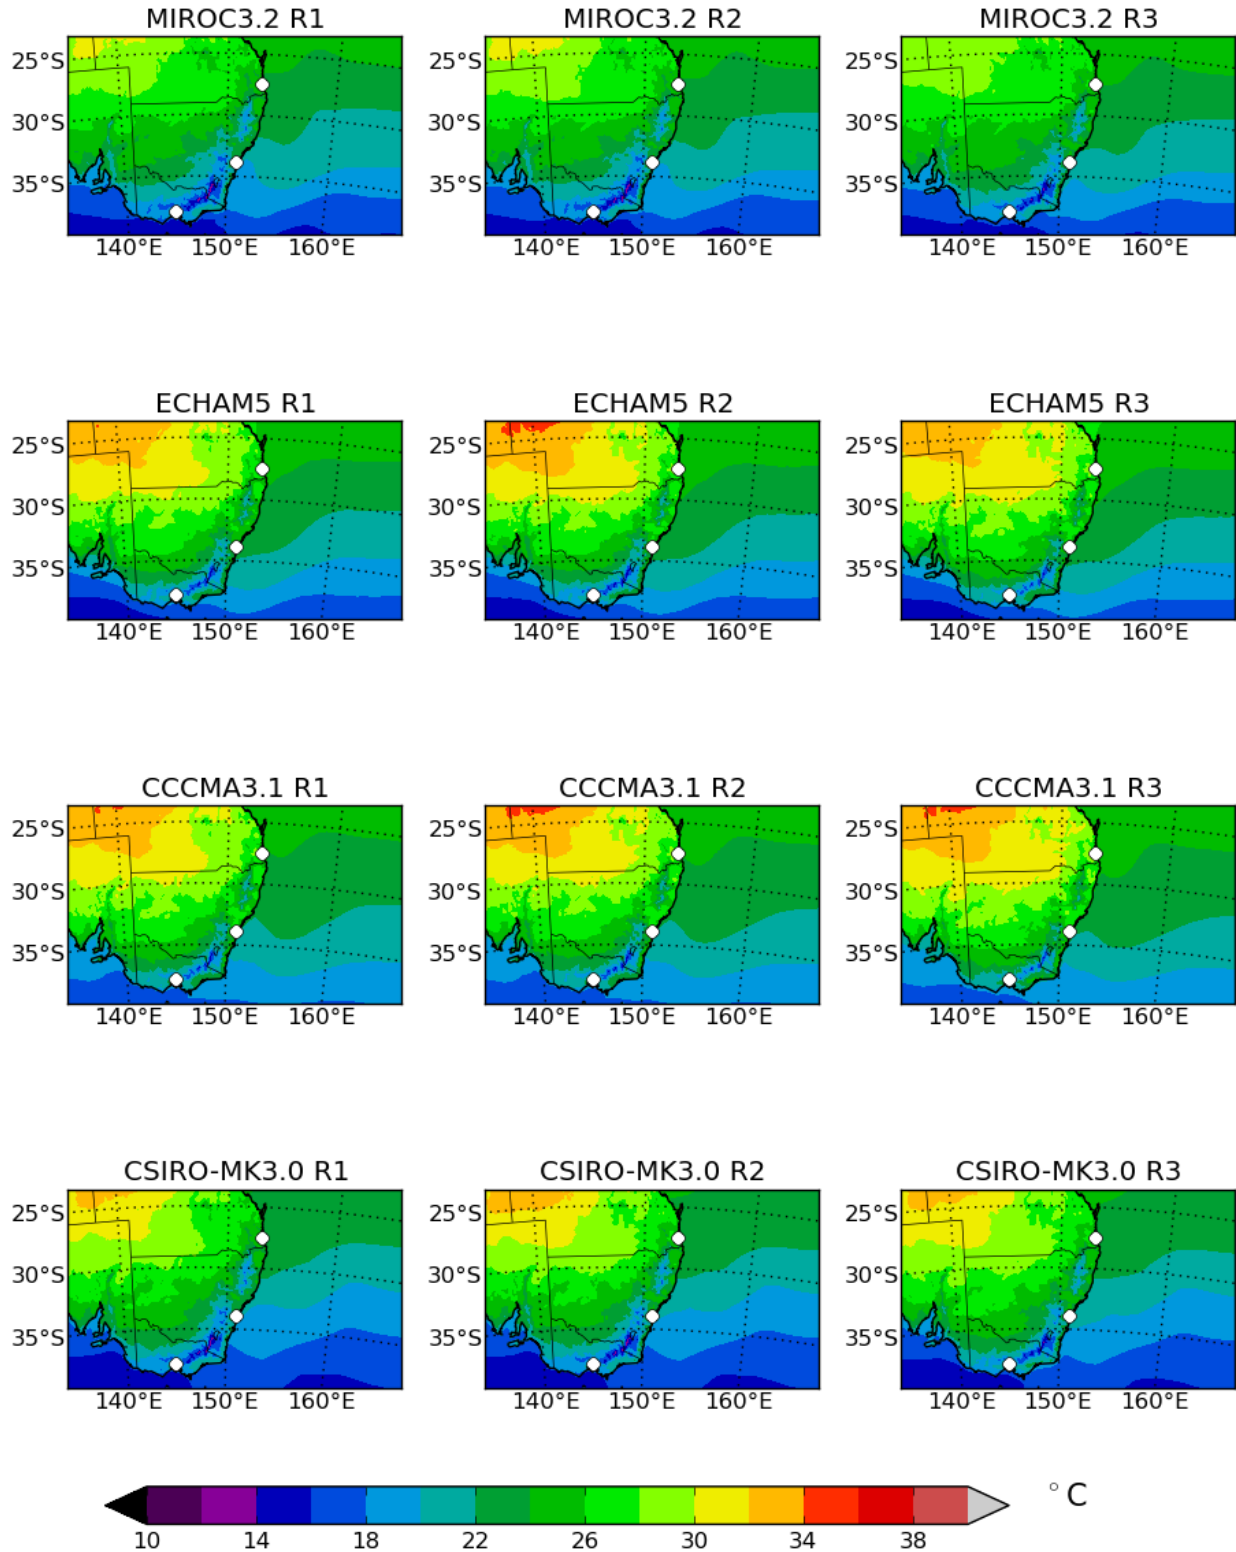 MIROC3.2 R1 MIROC3.2 R2 MIROC3.2 R3
25°S
30°S
35°S
25°S
30°S
35°S
25°S
30°S
35°S
140°E 150°E 160°E 140°E 150°E 160°E 140°E 150°E 160°E
ECHAM5 R1 ECHAM5 R2 ECHAM5 R3
25°S
30°S
35°S
25°S
30°S
35°S
25°S
30°S
35°S
140°E 150°E 160°E 140°E 150°E 160°E 140°E 150°E 160°E
CCCMA3.1 R1 CCCMA3.1 R2 CCCMA3.1 R3
25°S
30°S
35°S
25°S
30°S
35°S
25°S
30°S
35°S
140°E 150°E 160°E 140°E 150°E 160°E 140°E 150°E 160°E
CSIRO-MK3.0 R1 CSIRO-MK3.0 R2 CSIRO-MK3.0 R3
25°S
30°S
35°S
25°S
30°S
35°S
25°S
30°S
35°S
140°E 150°E 160°E 140°E 150°E 160°E 140°E 150°E 160°E
°C
10 14 18 22 26 30 34 38